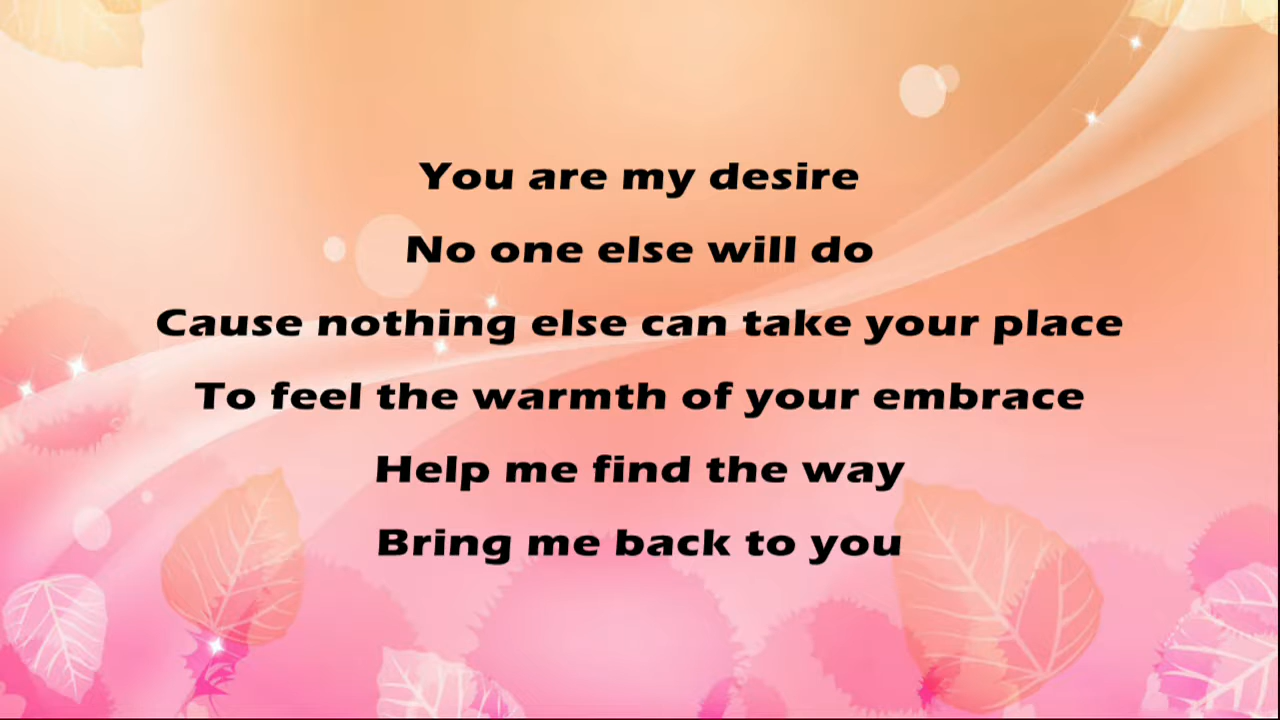 You are my desire
No one else will do
Cause nothing else can take your place
To feel the warmth of your embrace
Help me find the way
Bring me back to you